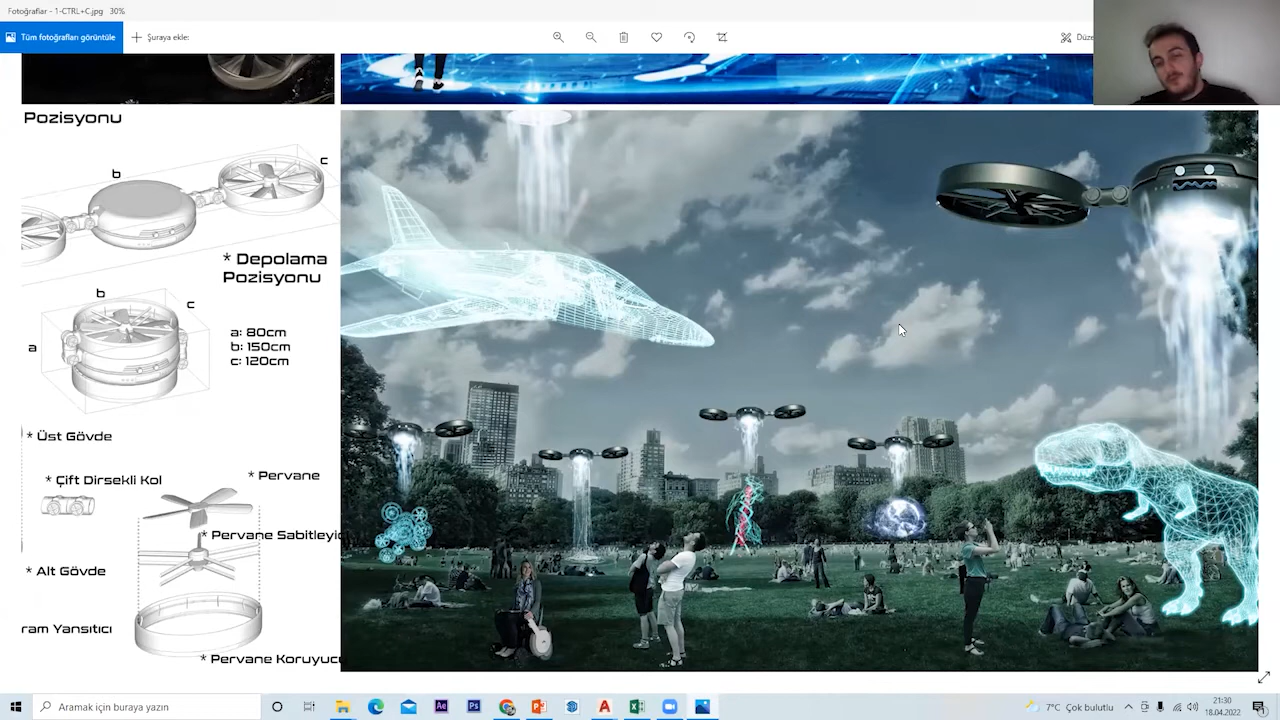 Fotoğraflar - 1-CTRL+C.jpg 30%
Tüm fotoğrafları görüntüle
Şuraya ekle:
Düze
Pozisyonu
b
c
* Depolama
Pozisyonu
b
c
a
a: 80cm
b: 150cm
c: 120cm
* Üst Gövde
* Çift Dirsekli Kol
* Pervane
* Pervane Sabitleyic
* Alt Gövde
ram Yansıtıcı
* Pervane Koruyucu
Aramak için buraya yazın
Ae
Ps
7°C Çok bulutlu
21:30
18.04.2022